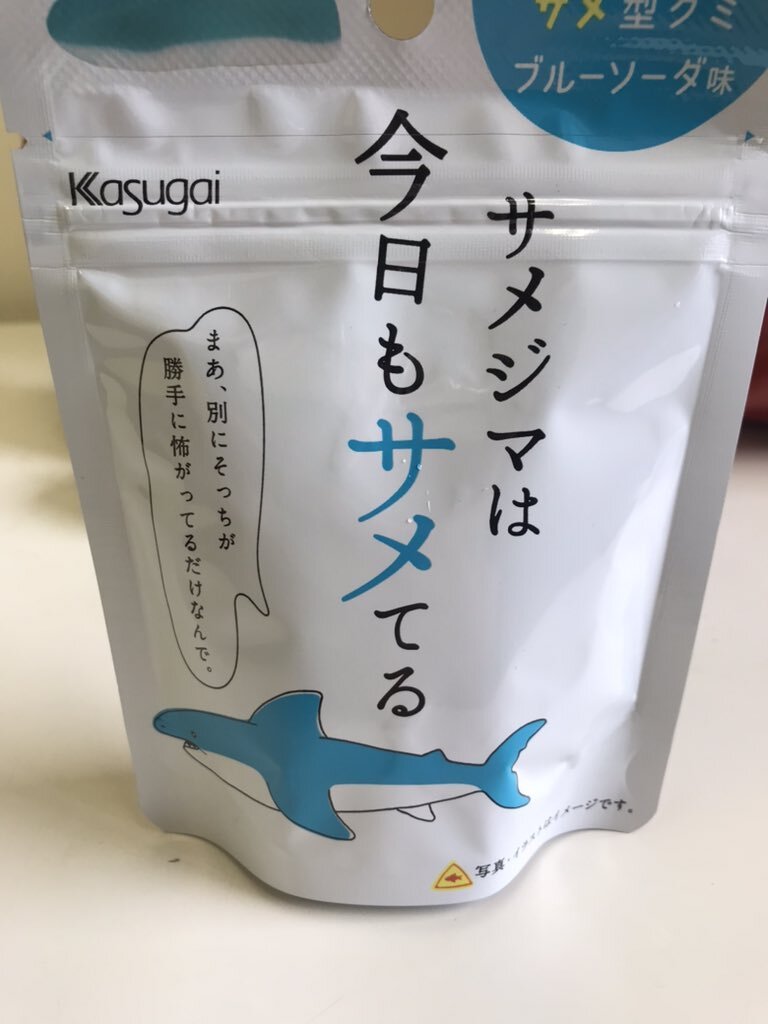 サメ型グミ
ブルーソーダ味
Kasugai
サメジマは
今日もサメてる
まあ、別にそっちが
勝手に怖がってるだけなんで。
写真・イラストはイメージです。